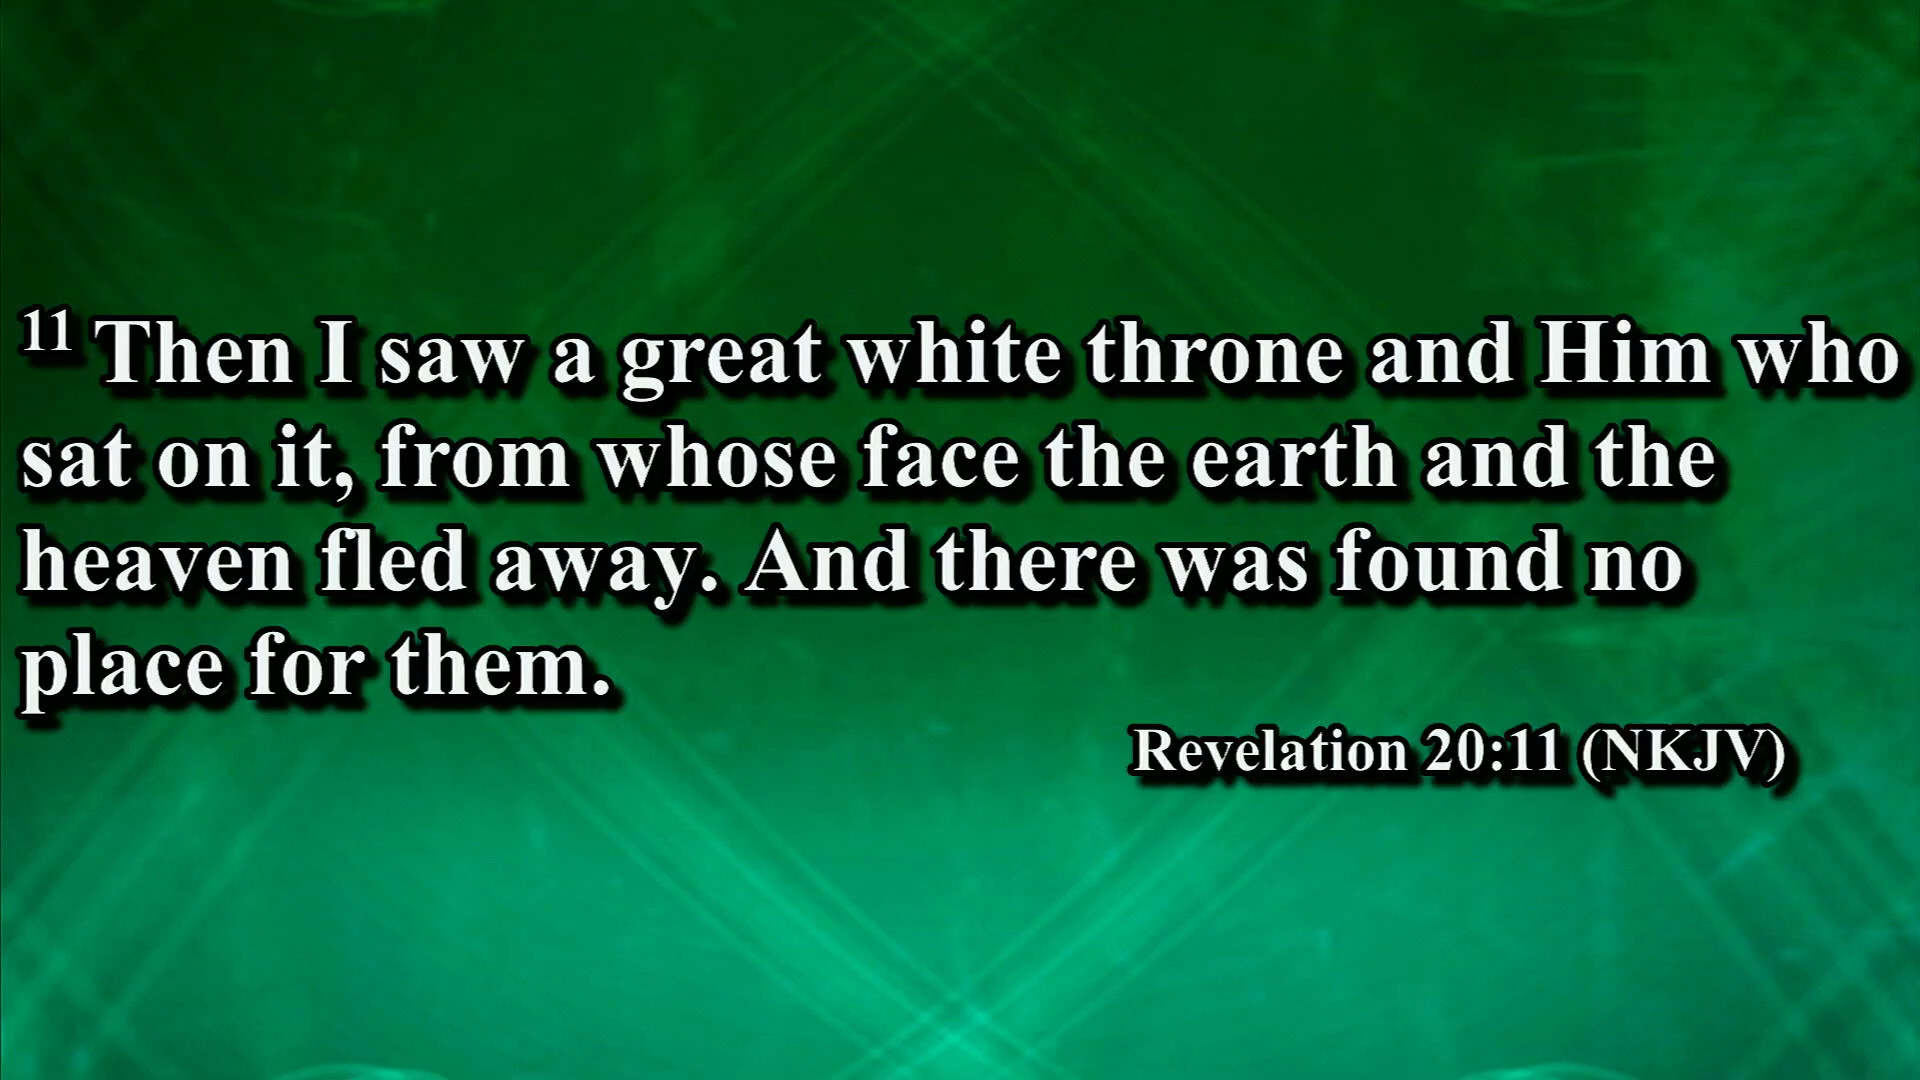 11 Then I saw a great white throne and Him who
sat on it, from whose face the earth and the
heaven fled away. And there was found no
place for them.
Revelation 20:11 (NKJV)